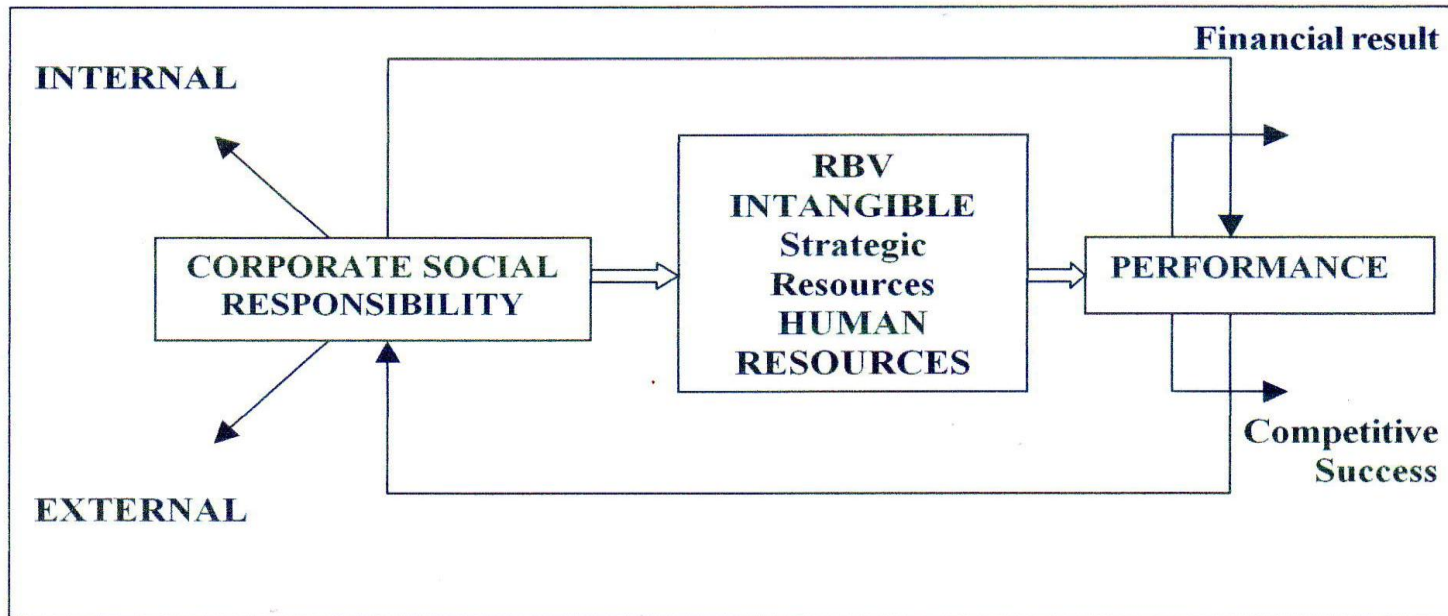 Financial result
INTERNAL
RBV
INTANGIBLE
Strategic
Resources
HUMAN
RESOURCES
CORPORATE SOCIAL
RESPONSIBILITY
PERFORMANCE
Competitive
Success
EXTERNAL